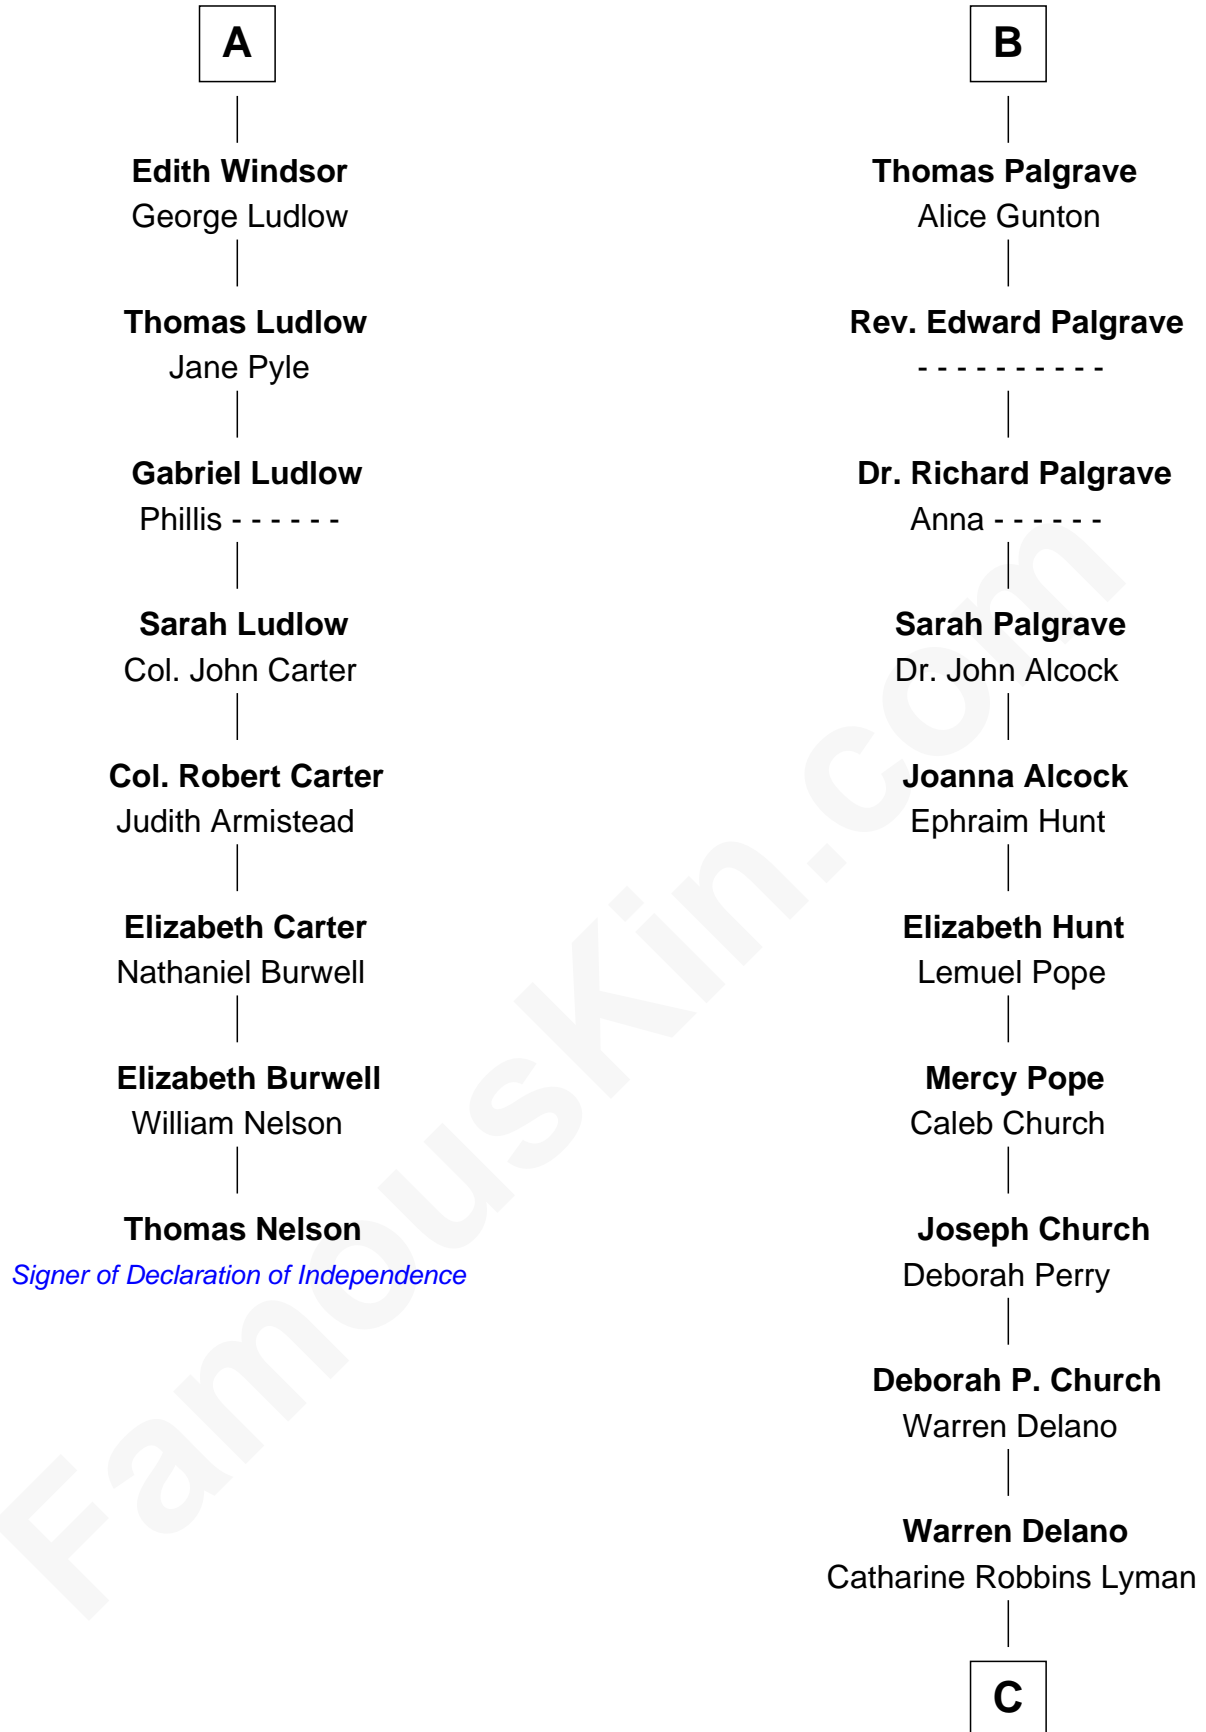 A
Edith Windsor
George Ludlow
Thomas Ludlow
Jane Pyle
Gabriel Ludlow
Phillis - - - - - -
Sarah Ludlow
Col. John Carter
Col. Robert Carter
Judith Armistead
Elizabeth Carter
Nathaniel Burwell
Elizabeth Burwell
William Nelson
Thomas Nelson
Signer of Declaration of Independence
B
Thomas Palgrave
Alice Gunton
Rev. Edward Palgrave
- - - - - - - - - -
Dr. Richard Palgrave
Anna - - - - - -
Sarah Palgrave
Dr. John Alcock
Joanna Alcock
Ephraim Hunt
Elizabeth Hunt
Lemuel Pope
Mercy Pope
Caleb Church
Joseph Church
Deborah Perry
Deborah P. Church
Warren Delano
Warren Delano
Catharine Robbins Lyman
C
FamousKin.com